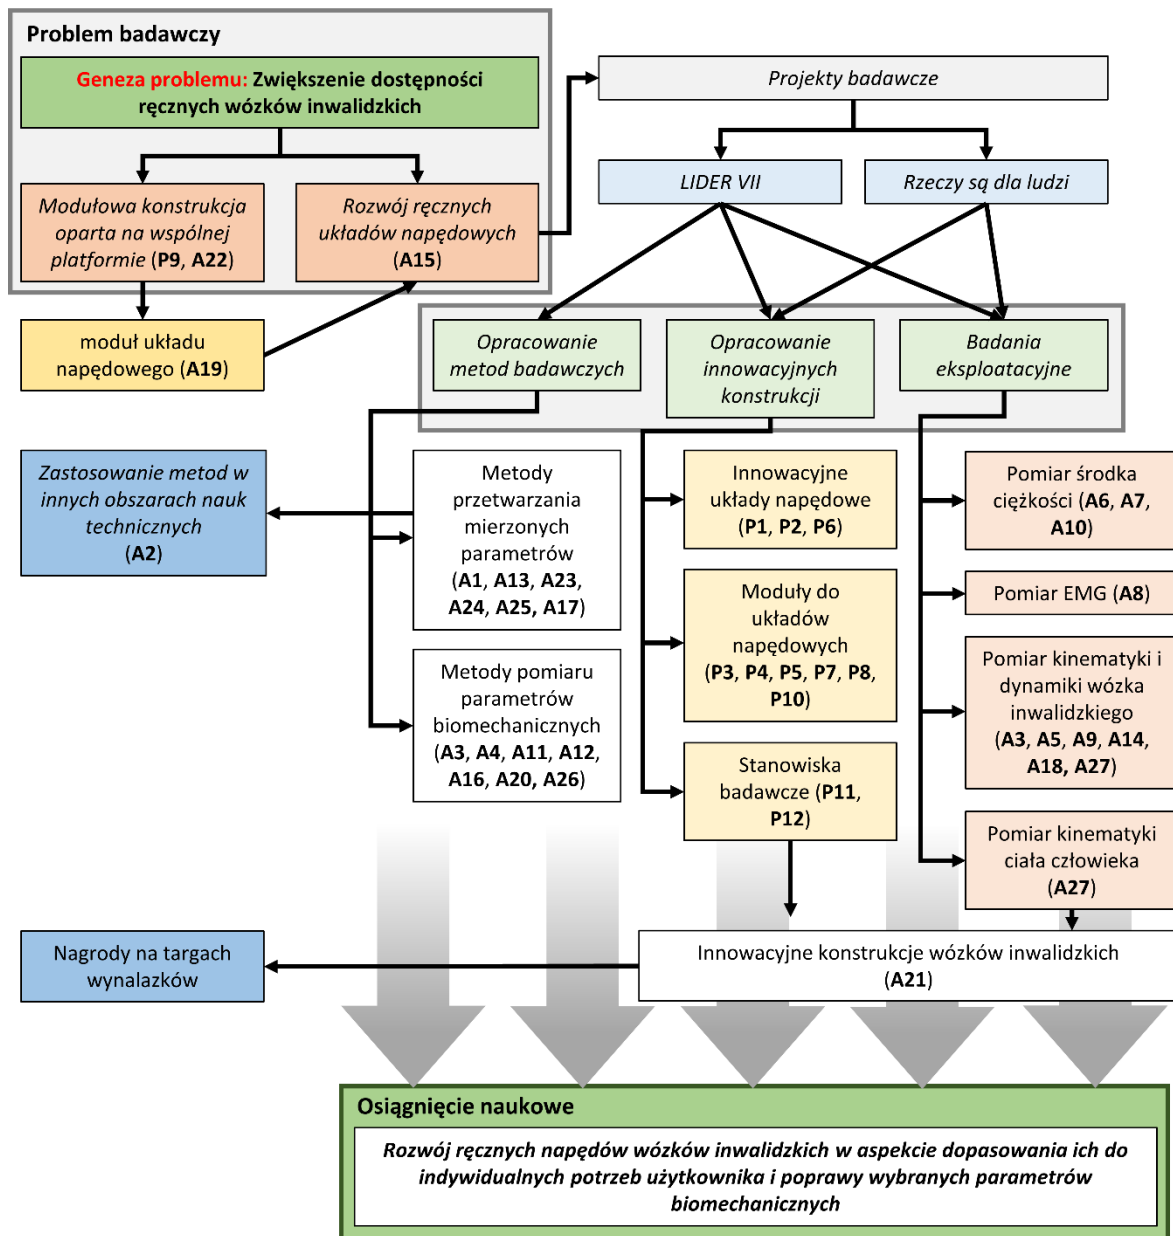 Problem badawczy
Geneza problemu: Zwiększenie dostępności
ręcznych wózków inwalidzkich
Modułowa konstrukcja
oparta na wspólnej
platformie (P9, A22)
Rozwój ręcznych
układów napędowych
(A15)
moduł układu
napędowego (A19)
Projekty badawcze
LIDER VII
Rzeczy są dla ludzi
Opracowanie
metod badawczych
Opracowanie
innowacyjnych
konstrukcji
Badania
eksploatacyjne
Zastosowanie metod w
innych obszarach nauk
technicznych
(A2)
Metody
przetwarzania
mierzonych
parametrów
(A1, A13, A23,
A24, A25, A17)
Metody pomiaru
parametrów
biomechanicznych
(A3, A4, A11, A12,
A16, A20, A26)
Innowacyjne
układy napędowe
(P1, P2, P6)
Moduły do
układów
napędowych
(P3, P4, P5, P7, P8,
P10)
Stanowiska
badawcze (P11,
P12)
Pomiar środka
ciężkości (A6, A7,
A10)
Pomiar EMG (A8)
Pomiar kinematyki i
dynamiki wózka
inwalidzkiego
(A3, A5, A9, A14,
A18, A27)
Pomiar kinematyki
ciała człowieka
(A27)
Nagrody na targach
wynalazków
Innowacyjne konstrukcje wózków inwalidzkich
(A21)
Osiągnięcie naukowe
Rozwój ręcznych napędów wózków inwalidzkich w aspekcie dopasowania ich do
indywidualnych potrzeb użytkownika i poprawy wybranych parametrów
biomechanicznych